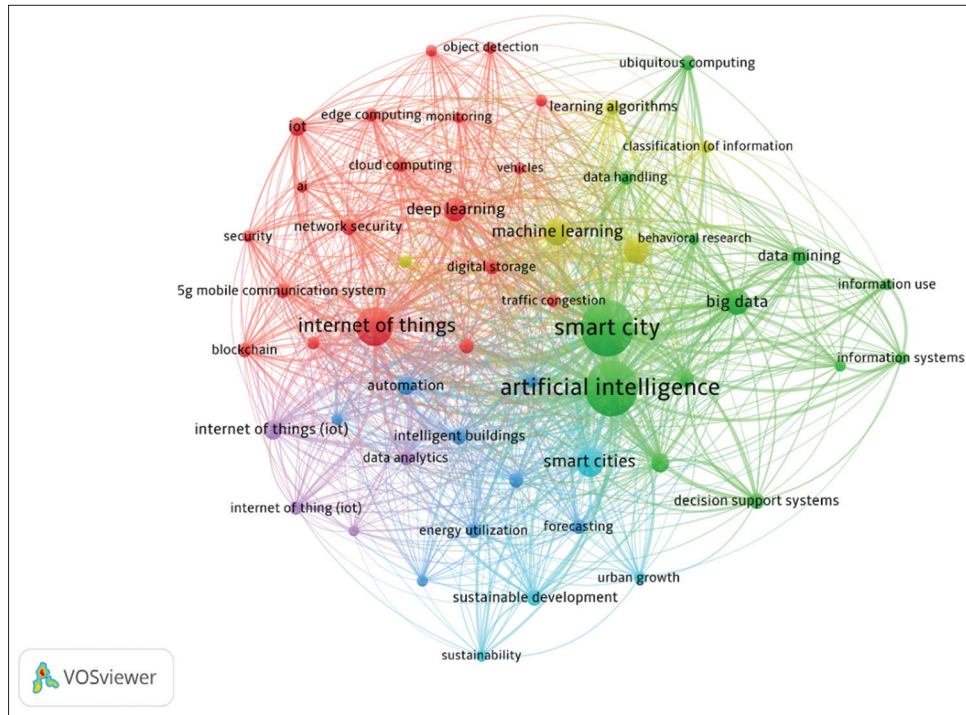 object detection
ubiquitous computing
learning algorithms
edge computing
monitoring
iot
classification (of information
cloud computing
vehicles
data handling
ai
deep learning
network security
machine learning
security
behavioral research
data mining
digital storage
information use
5g mobile communication system
traffic congestion
big data
internet of things
smart city
blockchain
information systems
automation
artificial intelligence
internet of things (iot)
intelligent buildings
data analytics
smart cities
decision support systems
internet of thing (iot)
energy utilization
forecasting
urban growth
sustainable development
sustainability
VOSviewer